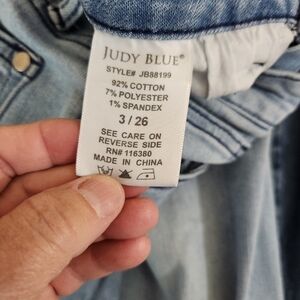 JUDY BLUE®
STYLE# JB88199
92% COTTON
7% POLYESTER
1% SPANDEX
3 / 26
SEE CARE ON
REVERSE SIDE
RN# 116380
MADE IN CHINA